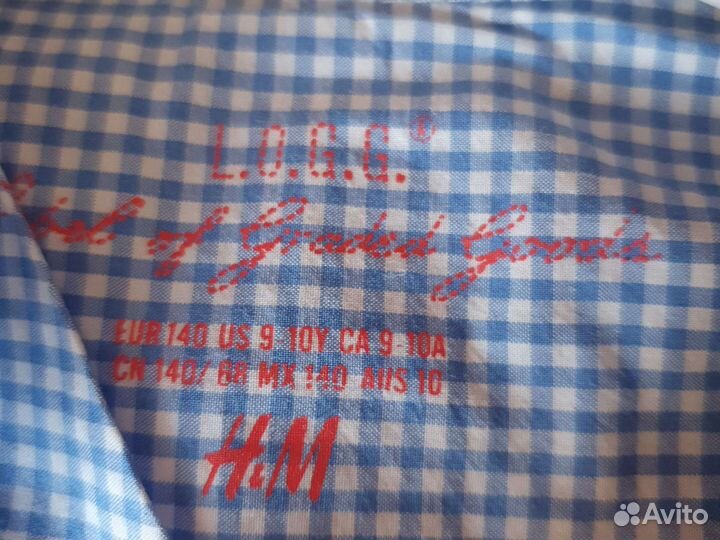 L.O.G.G.®
Label of Graded Goods
EUR 140 US 9-10Y CA 9-10A
CN 140/68 MX 140 AUS 10
H&M
Avito